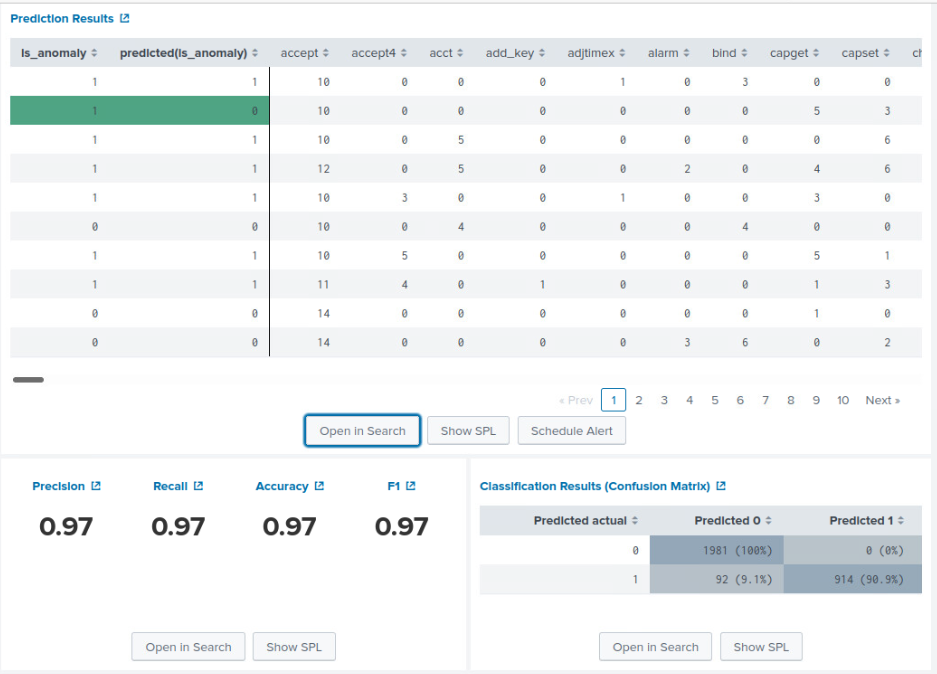 Prediction Results
is_anomaly predicted(is_anomaly) accept accept4 acct add_key adjtimex alarm bind capget capset ch
1 1 10 0 0 0 1 0 3 0 0
1 0 10 0 0 0 0 0 0 5 3
1 1 10 0 5 0 0 0 0 0 6
1 1 12 0 5 0 0 2 0 4 6
1 1 10 3 0 0 1 0 0 3 0
0 0 10 0 4 0 0 0 4 0 0
1 1 10 5 0 0 0 0 0 5 1
1 1 11 4 0 1 0 0 0 1 3
0 0 14 0 0 0 0 0 0 1 0
0 0 14 0 0 0 0 3 6 0 2
« Prev 1 2 3 4 5 6 7 8 9 10 Next »
Open in Search Show SPL Schedule Alert
Precision Recall Accuracy F1
0.97 0.97 0.97 0.97
Open in Search Show SPL
Classification Results (Confusion Matrix)
Predicted actual Predicted 0 Predicted 1
0 1981 (100%) 0 (0%)
1 92 (9.1%) 914 (90.9%)
Open in Search Show SPL